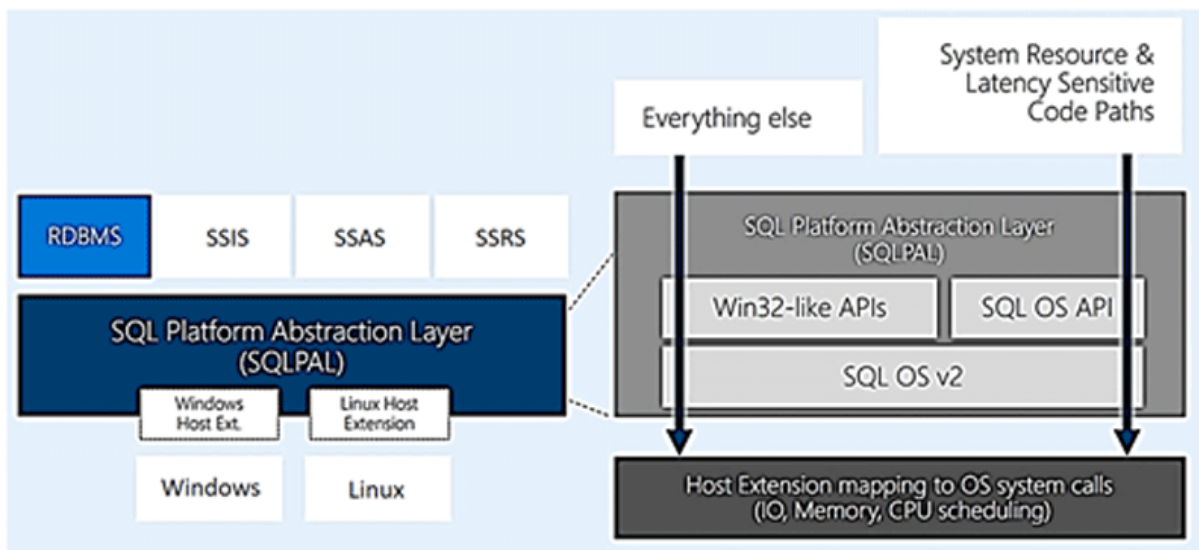 System Resource &
Latency Sensitive
Code Paths
Everything else
RDBMS
SSIS
SSAS
SSRS
SQL Platform Abstraction Layer
(SQLPAL)
Windows
Host Ext.
Linux Host
Extension
Windows
Linux
SQL Platform Abstraction Layer
(SQLPAL)
Win32-like APIs
SQL OS API
SQL OS v2
Host Extension mapping to OS system calls
(IO, Memory, CPU scheduling)